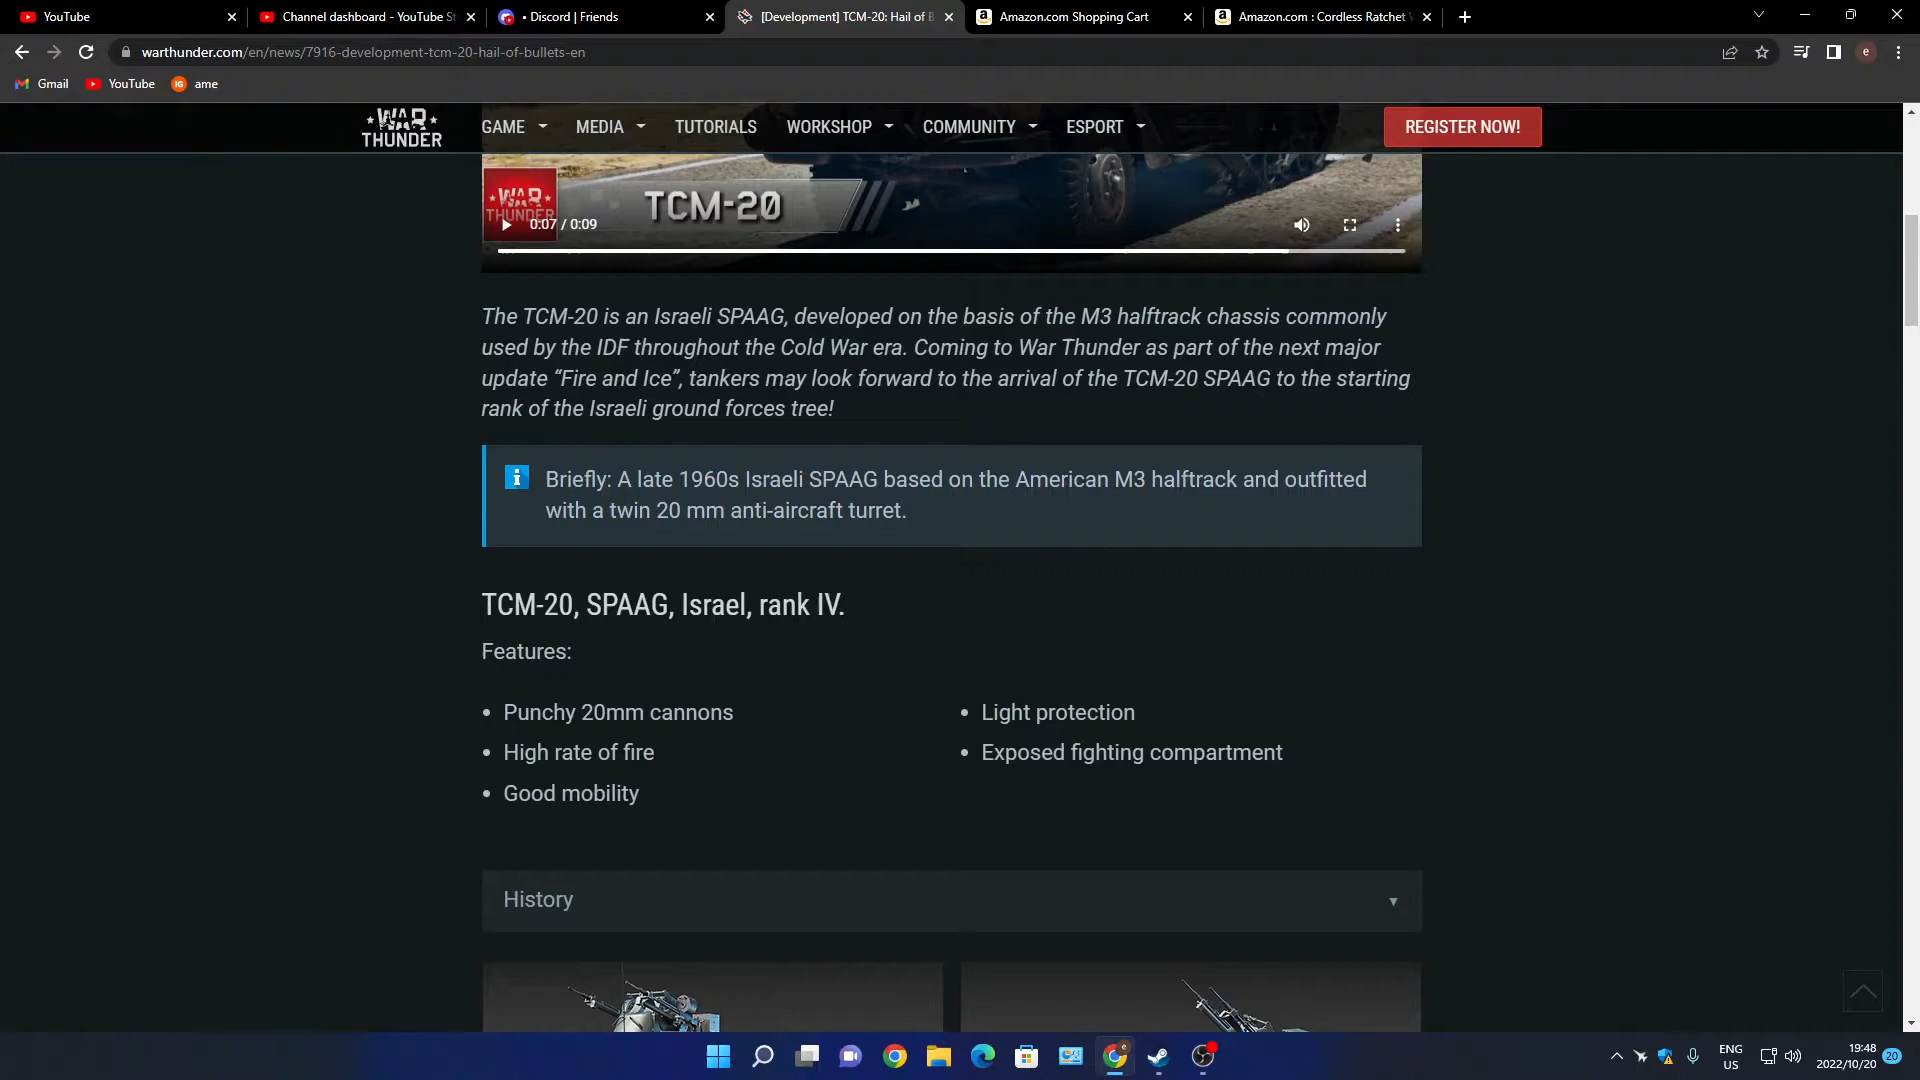 YouTube
Channel dashboard - YouTube St
• Discord | Friends
[Development] TCM-20: Hail of B
Amazon.com Shopping Cart
Amazon.com : Cordless Ratchet W
warthunder.com/en/news/7916-development-tcm-20-hail-of-bullets-en
e
Gmail
YouTube
IG
ame
WAR THUNDER
GAME
MEDIA
TUTORIALS
WORKSHOP
COMMUNITY
ESPORT
REGISTER NOW!
WAR THUNDER
TCM-20
0:07 / 0:09
The TCM-20 is an Israeli SPAAG, developed on the basis of the M3 halftrack chassis commonly
used by the IDF throughout the Cold War era. Coming to War Thunder as part of the next major
update “Fire and Ice”, tankers may look forward to the arrival of the TCM-20 SPAAG to the starting
rank of the Israeli ground forces tree!
Briefly: A late 1960s Israeli SPAAG based on the American M3 halftrack and outfitted
with a twin 20 mm anti-aircraft turret.
TCM-20, SPAAG, Israel, rank IV.
Features:
• Punchy 20mm cannons
• High rate of fire
• Good mobility
• Light protection
• Exposed fighting compartment
History
ENG
US
19:48
2022/10/20
20